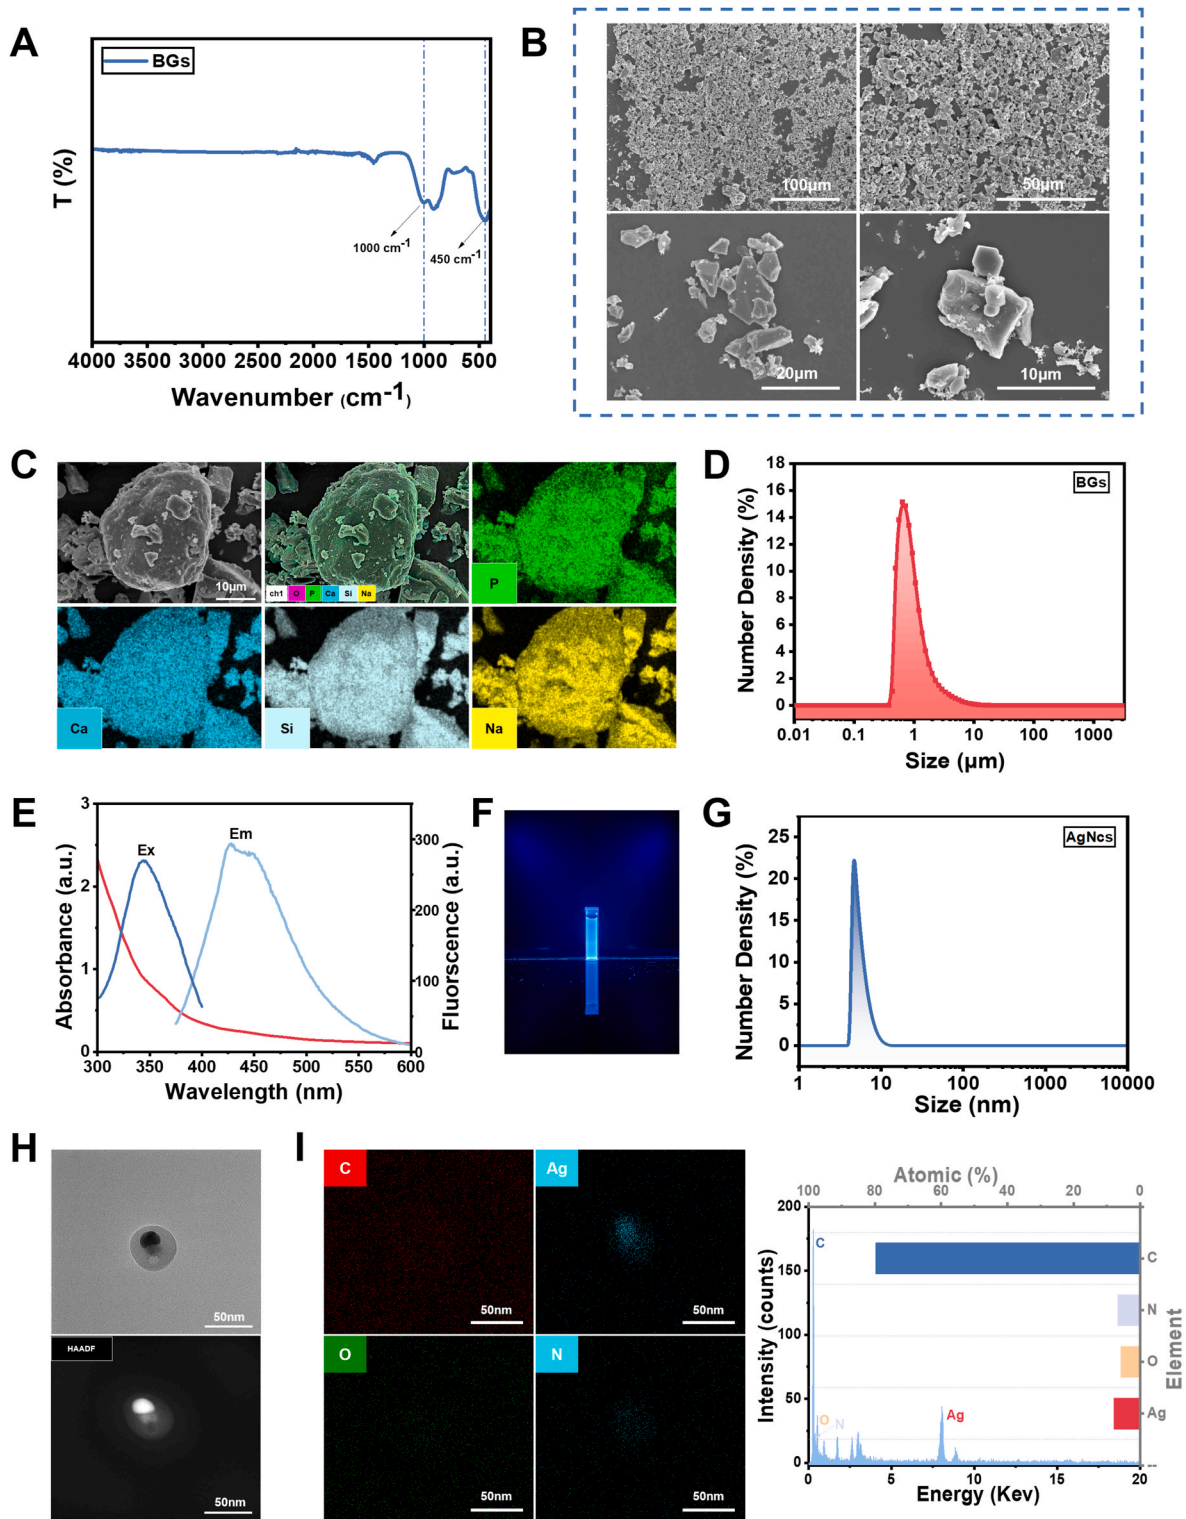 A
BGs
T (%)
1000 cm-1
450 cm-1
4000 3500 3000 2500 2000 1500 1000 500
Wavenumber (cm-1)
B
100μm
50μm
20μm
10μm
C
10μm
ch1 O P Ca Si Na
P
Ca
Si
Na
D
BGs
Number Density (%)
18
16
14
12
10
8
6
4
2
0
0.01 0.1 1 10 100 1000
Size (μm)
E
Ex
Em
Absorbance (a.u.)
3
2
1
0
Fluorescence (a.u.)
300
200
100
0
300 350 400 450 500 550 600
Wavelength (nm)
F
G
AgNcs
Number Density (%)
25
20
15
10
5
0
1 10 100 1000 10000
Size (nm)
H
50nm
HAADF
50nm
I
C
50nm
Ag
50nm
O
50nm
N
50nm
Atomic (%)
100 80 60 40 20 0
Intensity (counts)
200
150
100
50
0
C
O
N
Ag
C
N
O
Ag
--
Element
0 5 10 15 20
Energy (Kev)